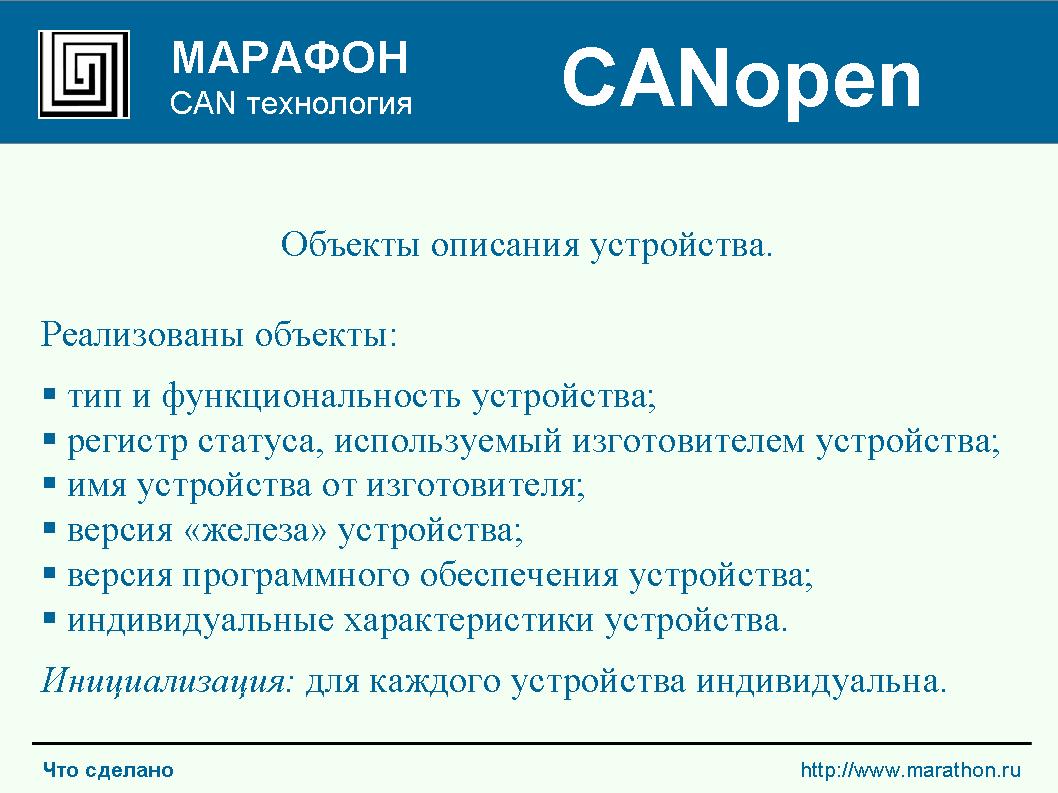 МАРАФОН
CAN технология
CANopen
Объекты описания устройства.
Реализованы объекты:
▪ тип и функциональность устройства;
▪ регистр статуса, используемый изготовителем устройства;
▪ имя устройства от изготовителя;
▪ версия «железа» устройства;
▪ версия программного обеспечения устройства;
▪ индивидуальные характеристики устройства.
Инициализация: для каждого устройства индивидуальна.
Что сделано
http://www.marathon.ru